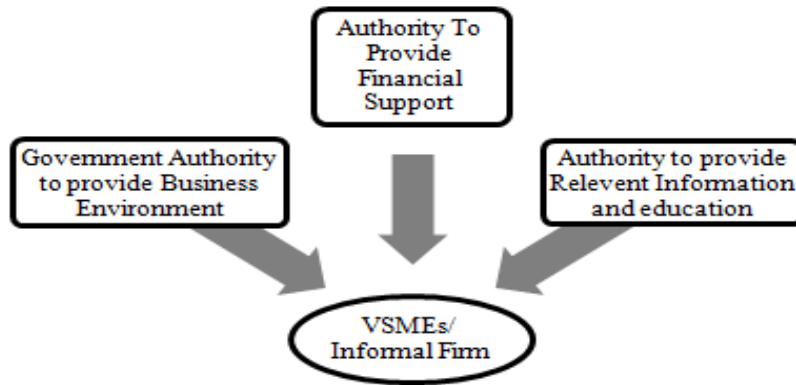 Authority To
Provide
Financial
Support
Government Authority
to provide Business
Environment
Authority to provide
Relevent Information
and education
VSMEs/
Informal Firm